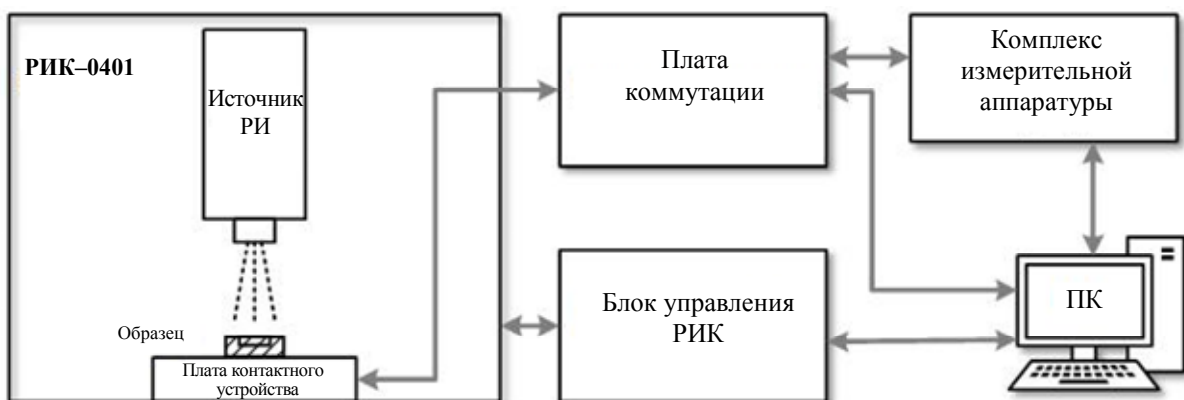 РИК–0401
Источник
РИ
Образец
Плата контактного
устройства
Плата
коммутации
Комплекс
измерительной
аппаратуры
Блок управления
РИК
ПК